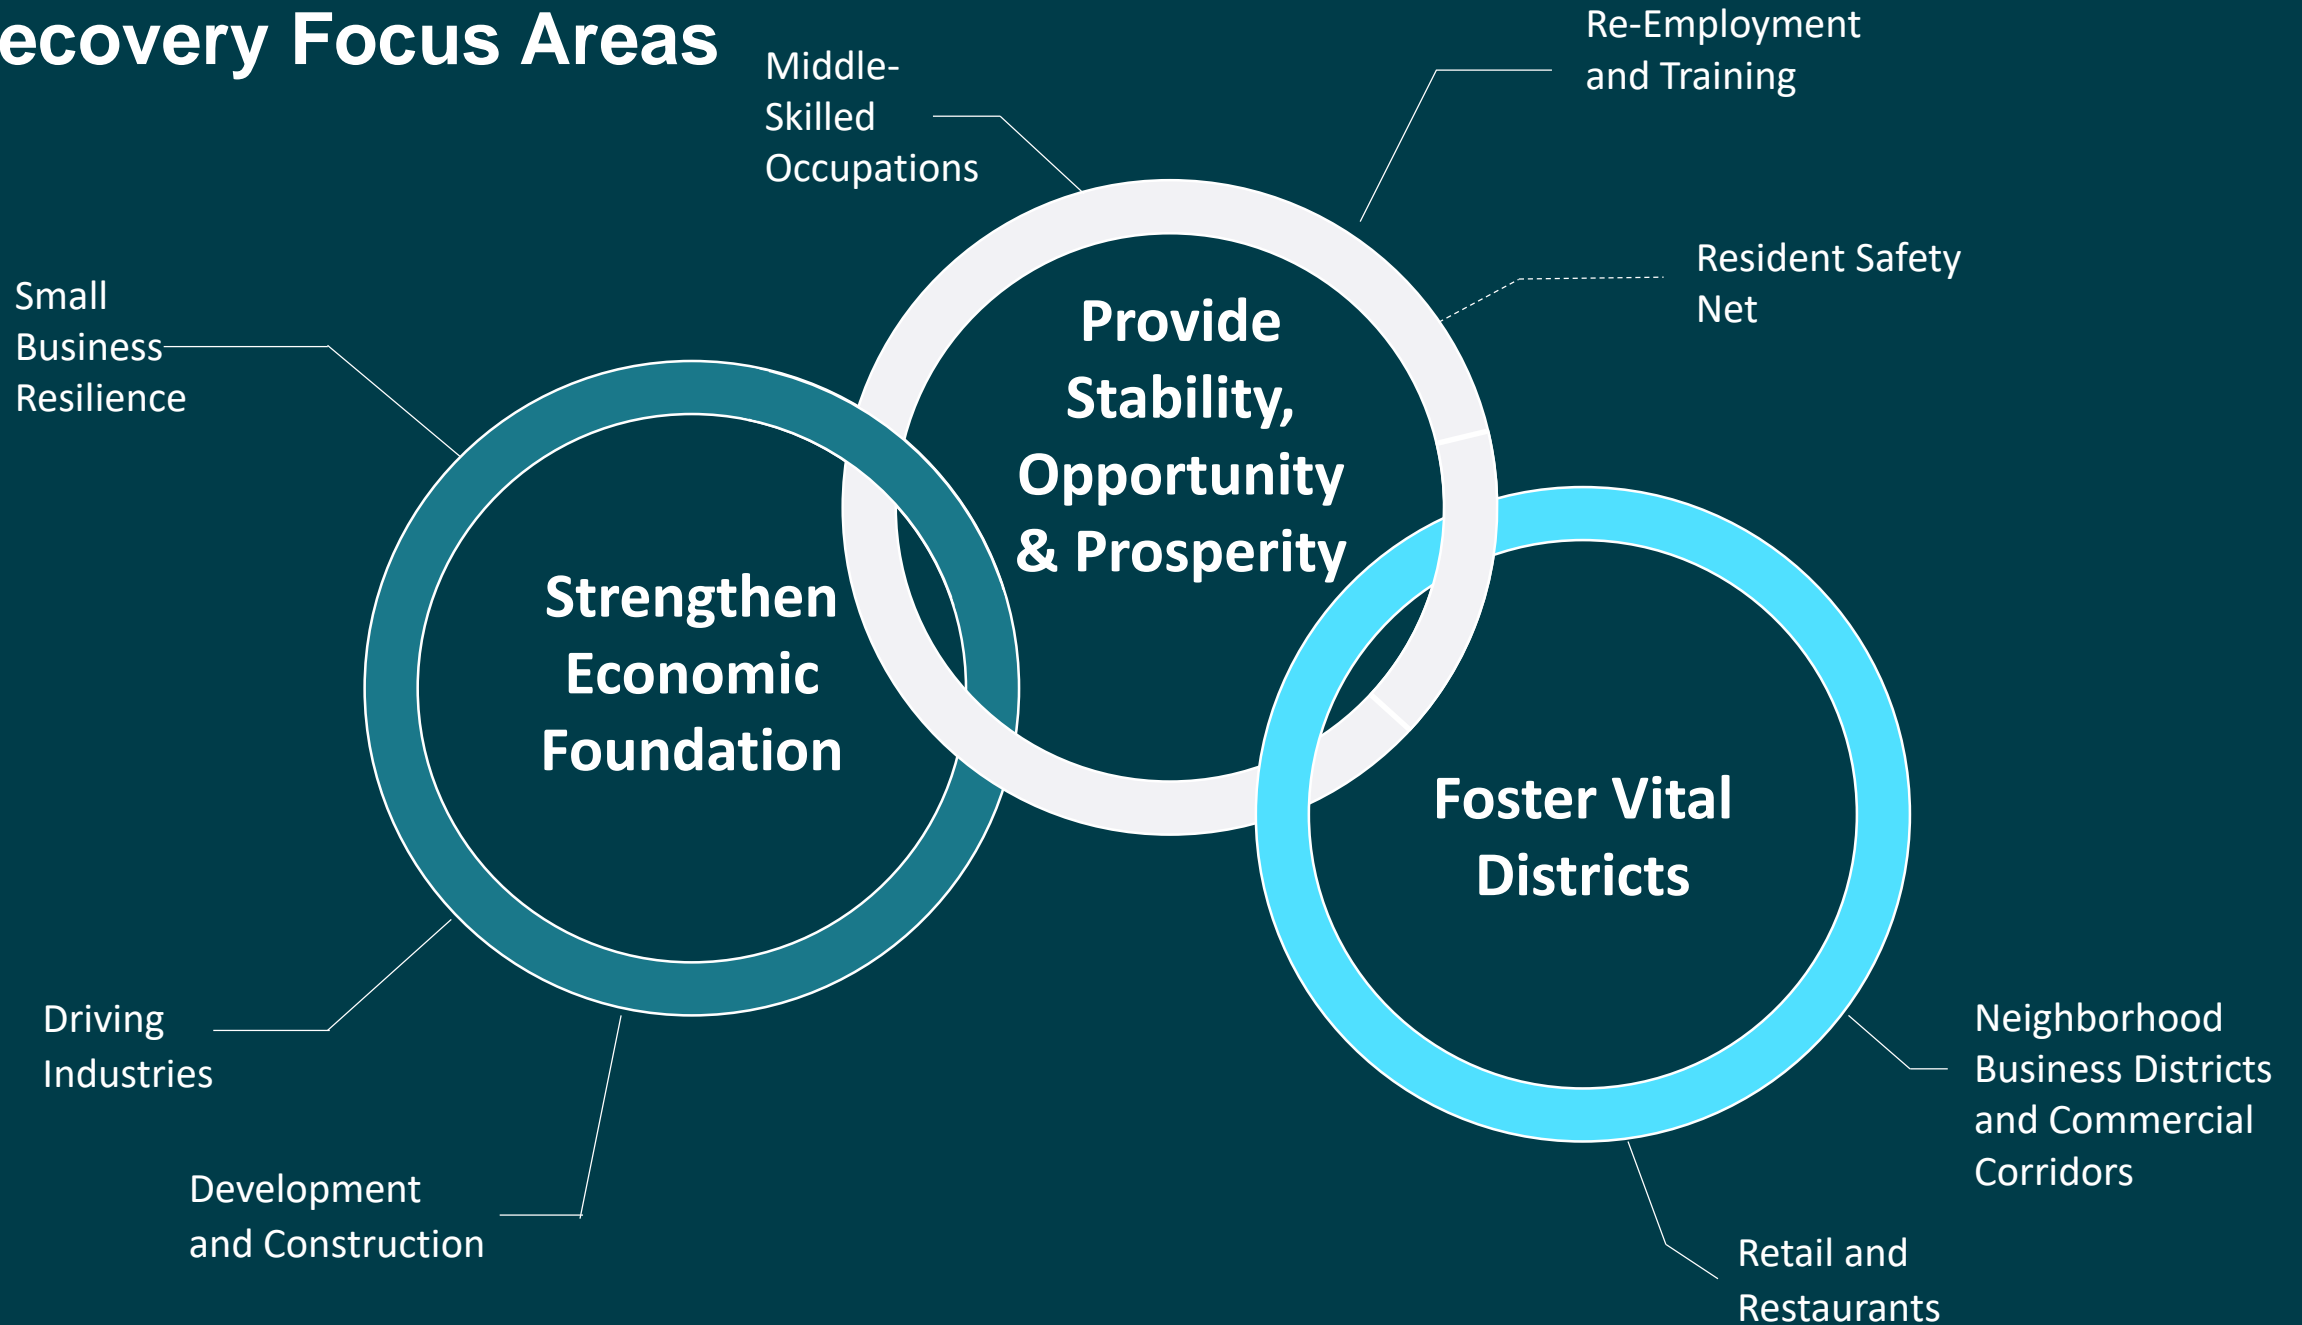 ecovery Focus Areas
Middle-
Skilled
Occupations
Re-Employment
and Training
Resident Safety
Net
Small
Business
Resilience
Provide
Stability,
Opportunity
& Prosperity
Strengthen
Economic
Foundation
Foster Vital
Districts
Driving
Industries
Development
and Construction
Neighborhood
Business Districts
and Commercial
Corridors
Retail and
Restaurants